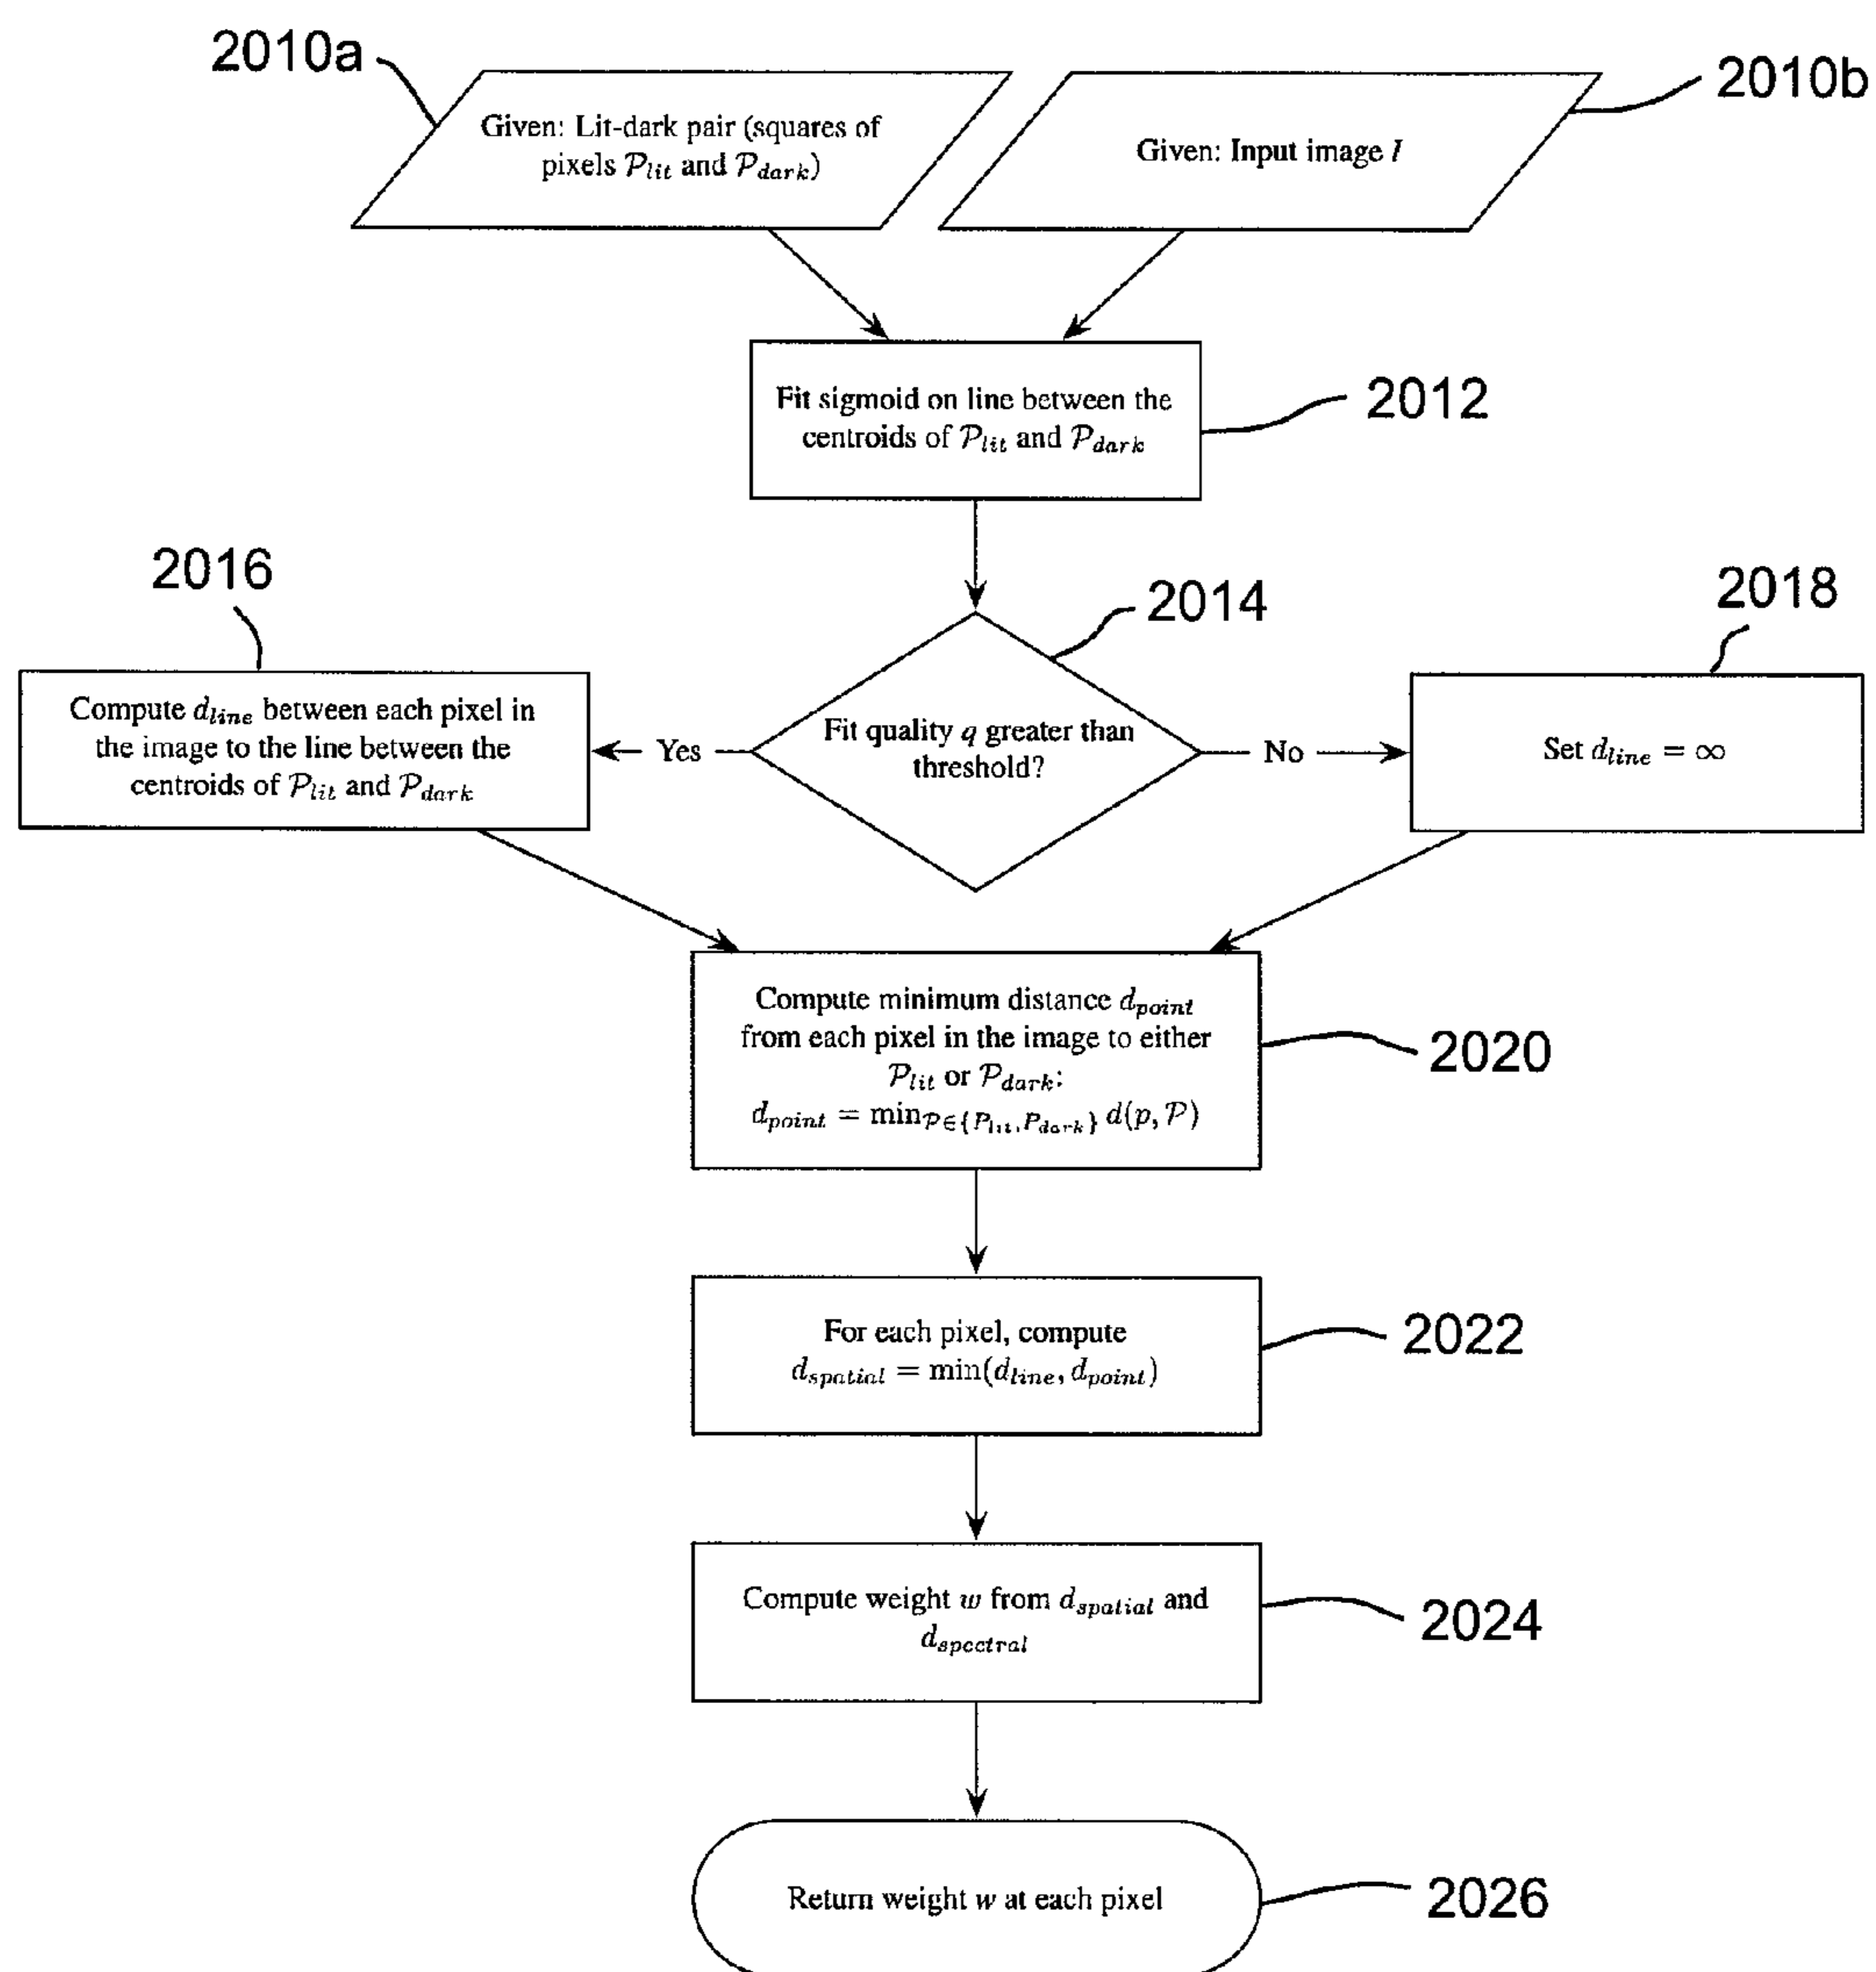 2010a
2010b
Given: Lit-dark pair (squares of
pixels 𝒫lit and 𝒫dark)
Given: Input image I
Fit sigmoid on line between the
centroids of 𝒫lit and 𝒫dark
2012
2016
2014
2018
Compute dline between each pixel in
the image to the line between the
centroids of 𝒫lit and 𝒫dark
Yes
Fit quality q greater than
threshold?
No
Set dline = ∞
Compute minimum distance dpoint
from each pixel in the image to either
𝒫lit or 𝒫dark:
dpoint = min𝒫∈{Plit,Pdark} d(p, 𝒫)
2020
For each pixel, compute
dspatial = min(dline, dpoint)
2022
Compute weight w from dspatial and
dspectral
2024
Return weight w at each pixel
2026